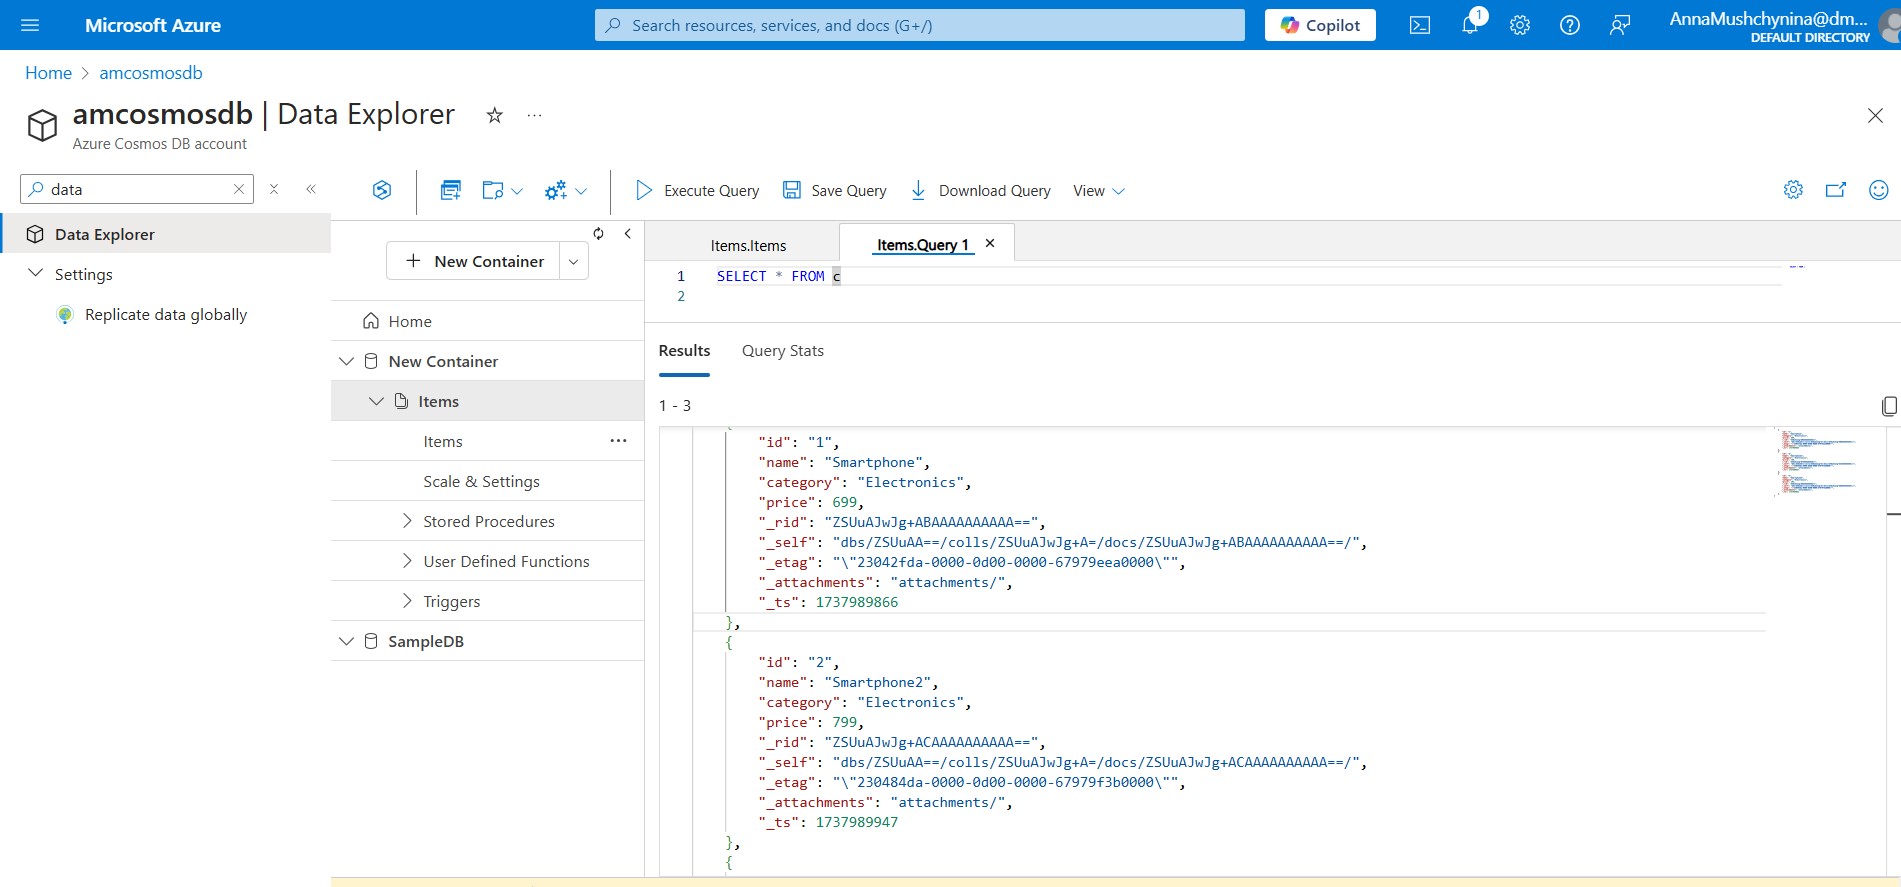 Microsoft Azure
Search resources, services, and docs (G+/)
Copilot
1
AnnaMushchynina@dm...
DEFAULT DIRECTORY
Home > amcosmosdb
amcosmosdb | Data Explorer
...
Azure Cosmos DB account
data
Execute Query
Save Query
Download Query
View
Data Explorer
Settings
Replicate data globally
+ New Container
Home
New Container
Items
Items
...
Scale & Settings
Stored Procedures
User Defined Functions
Triggers
SampleDB
Items.Items
Items.Query 1
1 SELECT * FROM c
2
Results
Query Stats
1 - 3
"id": "1",
"name": "Smartphone",
"category": "Electronics",
"price": 699,
"_rid": "ZSUuAJwJg+ABAAAAAAAAAA==",
"_self": "dbs/ZSUuAA==/colls/ZSUuAJwJg+A=/docs/ZSUuAJwJg+ABAAAAAAAAAA==/",
"_etag": "\"23042fda-0000-0d00-0000-67979eea0000\"",
"_attachments": "attachments/",
"_ts": 1737989866
},
{
"id": "2",
"name": "Smartphone2",
"category": "Electronics",
"price": 799,
"_rid": "ZSUuAJwJg+ACAAAAAAAAAA==",
"_self": "dbs/ZSUuAA==/colls/ZSUuAJwJg+A=/docs/ZSUuAJwJg+ACAAAAAAAAAA==/",
"_etag": "\"230484da-0000-0d00-0000-67979f3b0000\"",
"_attachments": "attachments/",
"_ts": 1737989947
},
{